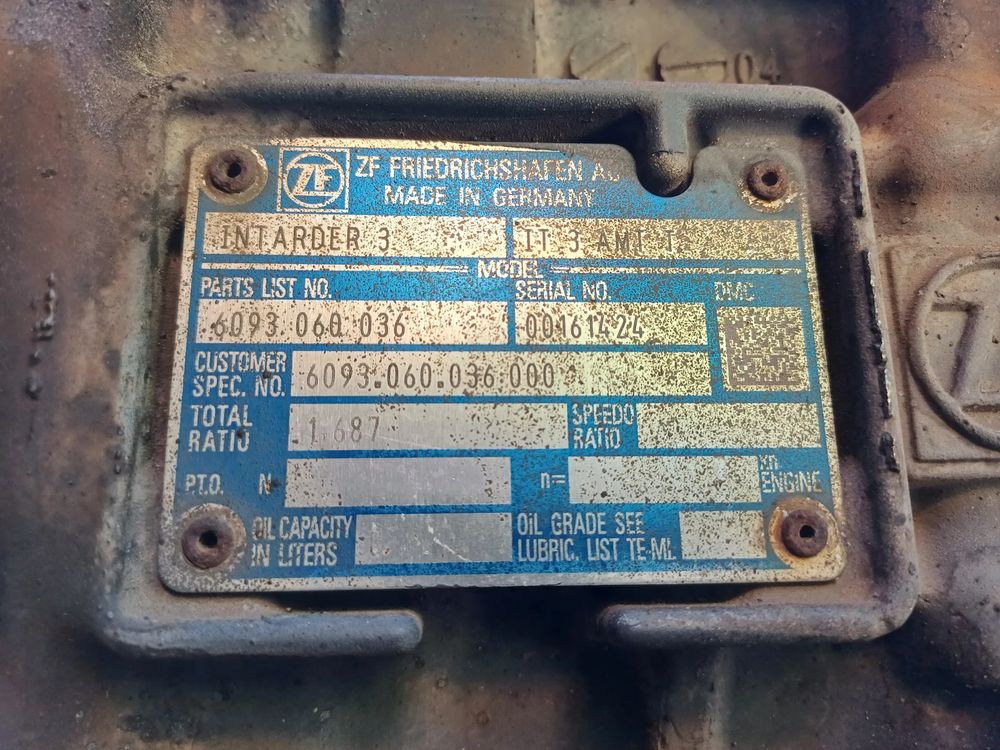 04
ZF
ZF FRIEDRICHSHAFEN AG
MADE IN GERMANY
INTARDER 3 IT 3 AMT T
MODEL
PARTS LIST NO. SERIAL NO. DMC
6093.060.036 00161424
CUSTOMER
SPEC. NO. 6093.060.036.000
TOTAL
RATIO 1.687 SPEEDO
RATIO
P.T.O. N n= xn
ENGINE
OIL CAPACITY
IN LITERS
OIL GRADE SEE
LUBRIC. LIST TE-ML
Z